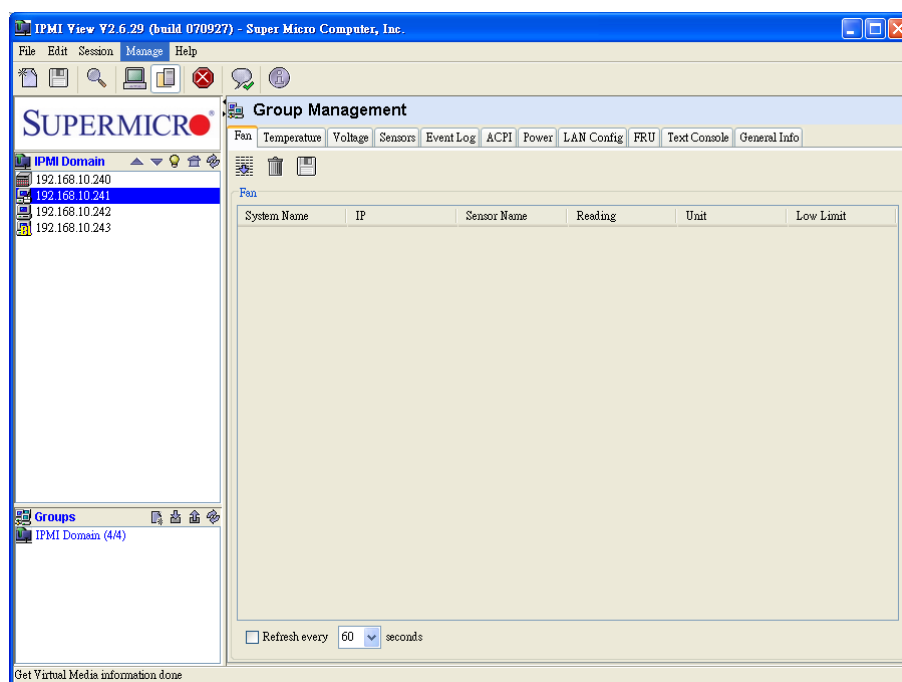 IPMI View V2.6.29 (build 070927) - Super Micro Computer, Inc.
File Edit Session Manage Help
SUPERMICRO
Group Management
Fan Temperature Voltage Sensors Event Log ACPI Power LAN Config FRU Text Console General Info
IPMI Domain
192.168.10.240
192.168.10.241
192.168.10.242
192.168.10.243
Fan
System Name IP Sensor Name Reading Unit Low Limit
Groups
IPMI Domain (4/4)
Refresh every 60 seconds
Get Virtual Media information done